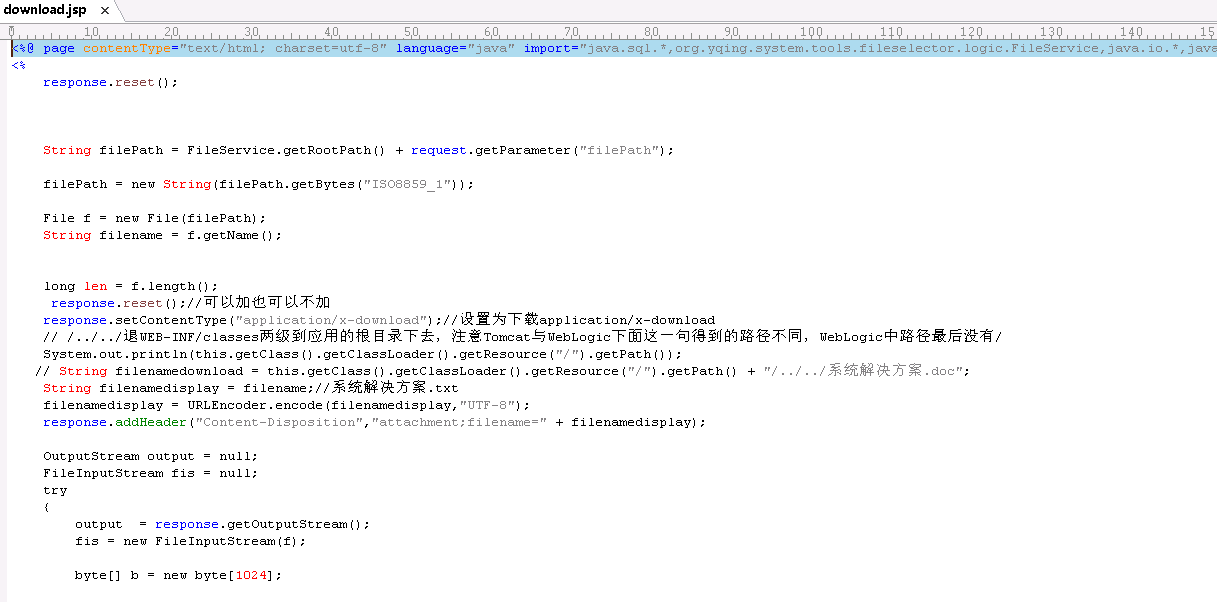 download.jsp ×
0 10 20 30 40 50 60 70 80 90 100 110 120 130 140 15
<%@ page contentType="text/html; charset=utf-8" language="java" import="java.sql.*,org.yqing.system.tools.fileselector.logic.FileService,java.io.*,java
<%
response.reset();
String filePath = FileService.getRootPath() + request.getParameter("filePath");
filePath = new String(filePath.getBytes("ISO8859_1"));
File f = new File(filePath);
String filename = f.getName();
long len = f.length();
response.reset();//可以加也可以不加
response.setContentType("application/x-download");//设置为下载application/x-download
// /../../退WEB-INF/classes两级到应用的根目录下去，注意Tomcat与WebLogic下面这一句得到的路径不同，WebLogic中路径最后没有/
System.out.println(this.getClass().getClassLoader().getResource("/").getPath());
// String filenamedownload = this.getClass().getClassLoader().getResource("/").getPath() + "/../../系统解决方案.doc";
String filenamedisplay = filename;//系统解决方案.txt
filenamedisplay = URLEncoder.encode(filenamedisplay,"UTF-8");
response.addHeader("Content-Disposition","attachment;filename=" + filenamedisplay);
OutputStream output = null;
FileInputStream fis = null;
try
{
output  = response.getOutputStream();
fis = new FileInputStream(f);
byte[] b = new byte[1024];